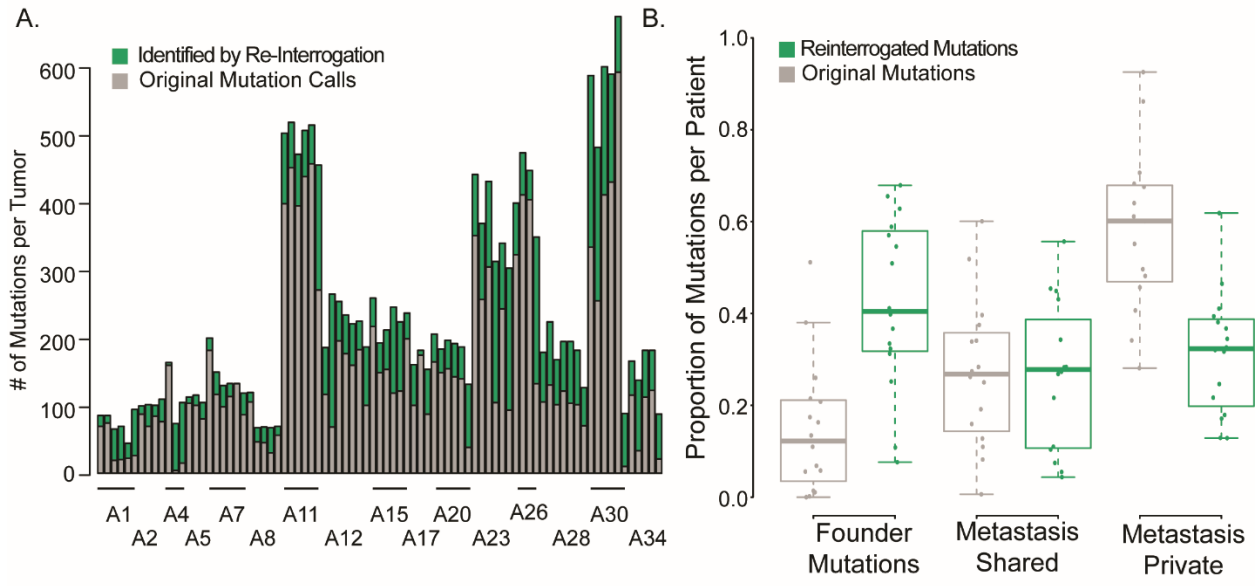 A.
Identified by Re-Interrogation
Original Mutation Calls
# of Mutations per Tumor
600
500
400
300
200
100
0
A1
A4
A7
A11
A15
A20
A26
A30
A2
A5
A8
A12
A17
A23
A28
A34
B.
Reinterrogated Mutations
Original Mutations
Proportion of Mutations per Patient
1.0
0.8
0.6
0.4
0.2
0.0
Founder
Mutations
Metastasis
Shared
Metastasis
Private